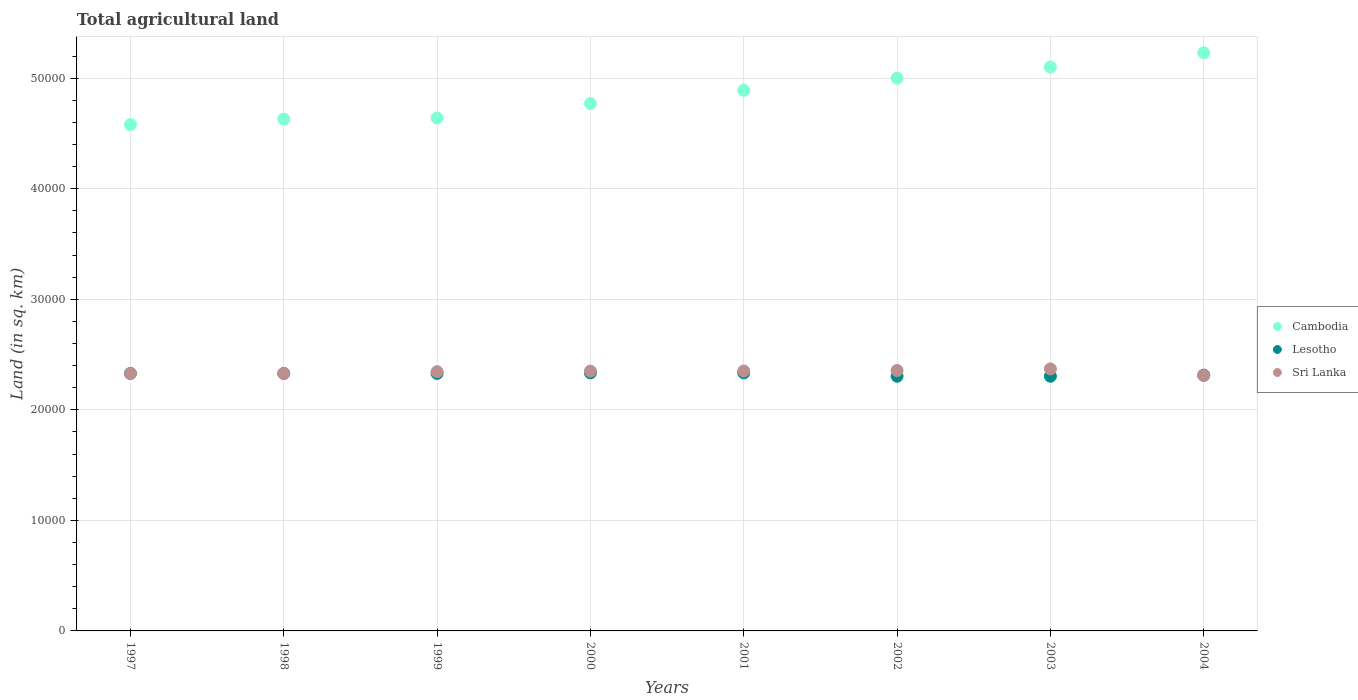 Total agricultural land
Land (in sq. km)
50000
40000
30000
20000
10000
0
1997
1998
1999
2000
2001
2002
2003
2004
Years
Cambodia
Lesotho
Sri Lanka